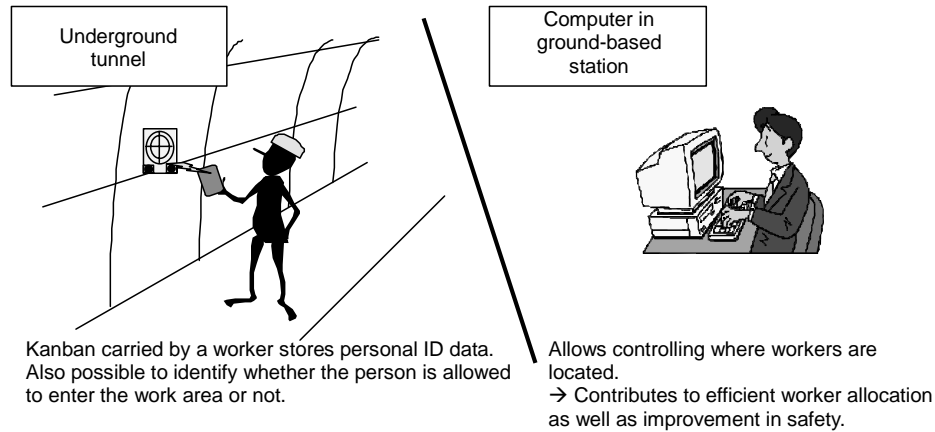 Underground
tunnel
Computer in
ground-based
station
Kanban carried by a worker stores personal ID data.
Also possible to identify whether the person is allowed
to enter the work area or not.
Allows controlling where workers are
located.
→ Contributes to efficient worker allocation
as well as improvement in safety.